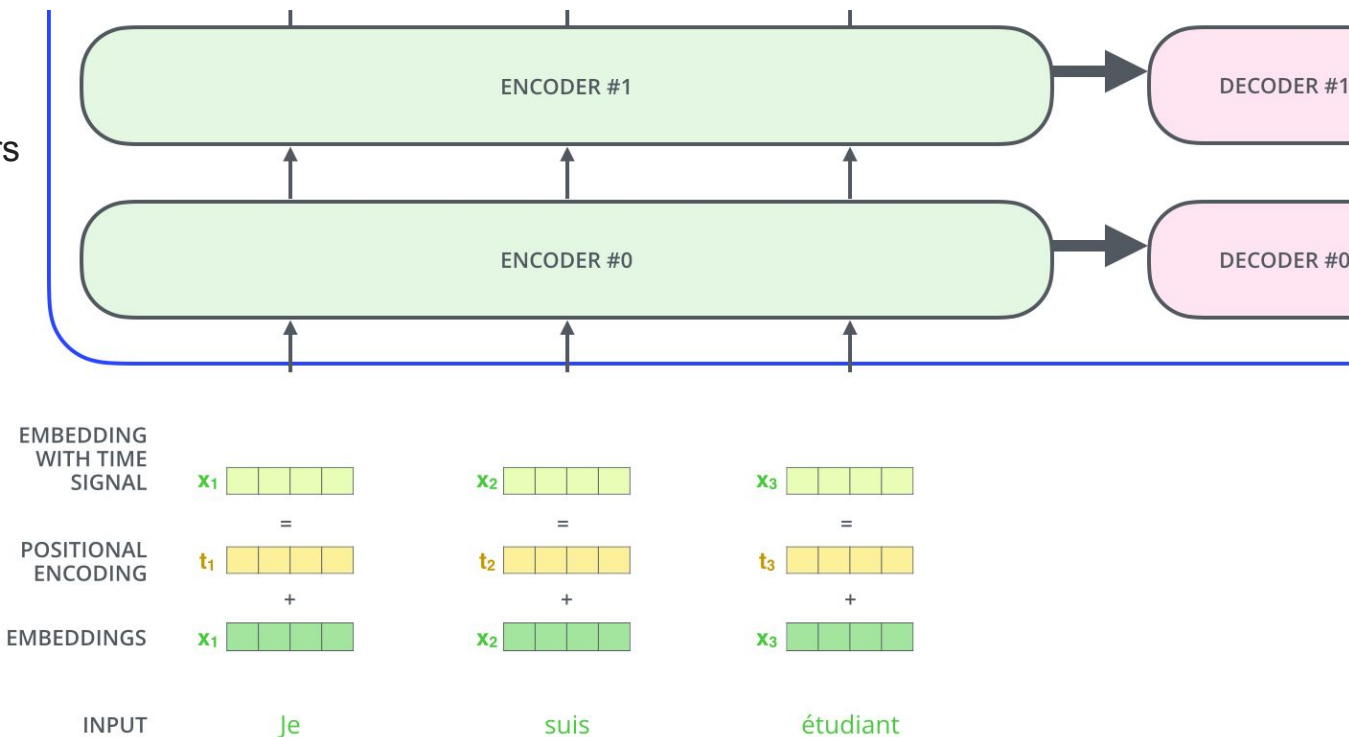 ENCODER #1
DECODER #1
rs
ENCODER #0
DECODER #0
EMBEDDING
WITH TIME
SIGNAL
x₁
x₂
x₃
=
=
=
POSITIONAL
ENCODING
t₁
t₂
t₃
+
+
+
EMBEDDINGS
x₁
x₂
x₃
INPUT
Je
suis
étudiant